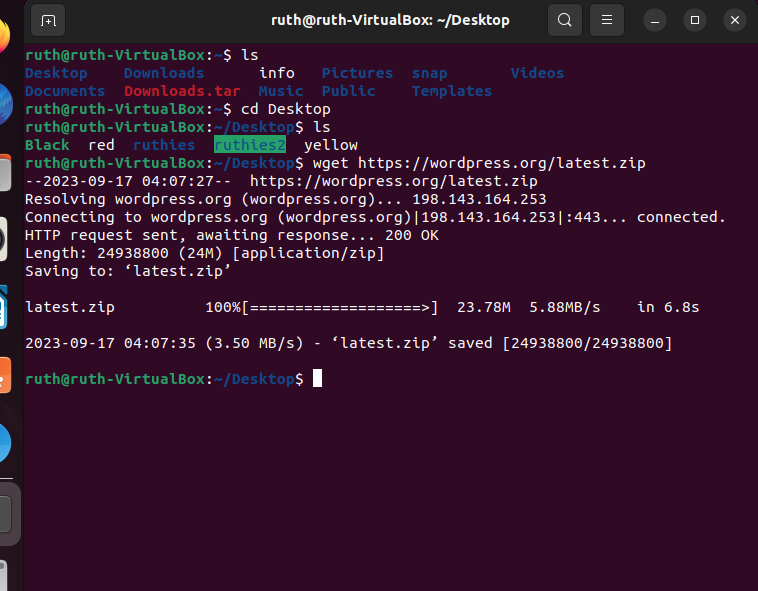 ruth@ruth-VirtualBox: ~/Desktop
ruth@ruth-VirtualBox:~$ ls
Desktop    Downloads      info   Pictures  snap       Videos
Documents  Downloads.tar  Music  Public    Templates
ruth@ruth-VirtualBox:~$ cd Desktop
ruth@ruth-VirtualBox:~/Desktop$ ls
Black  red  ruthies  ruthies2  yellow
ruth@ruth-VirtualBox:~/Desktop$ wget https://wordpress.org/latest.zip
--2023-09-17 04:07:27--  https://wordpress.org/latest.zip
Resolving wordpress.org (wordpress.org)... 198.143.164.253
Connecting to wordpress.org (wordpress.org)|198.143.164.253|:443... connected.
HTTP request sent, awaiting response... 200 OK
Length: 24938800 (24M) [application/zip]
Saving to: ‘latest.zip’
latest.zip          100%[===================>]  23.78M  5.88MB/s    in 6.8s
2023-09-17 04:07:35 (3.50 MB/s) - ‘latest.zip’ saved [24938800/24938800]
ruth@ruth-VirtualBox:~/Desktop$